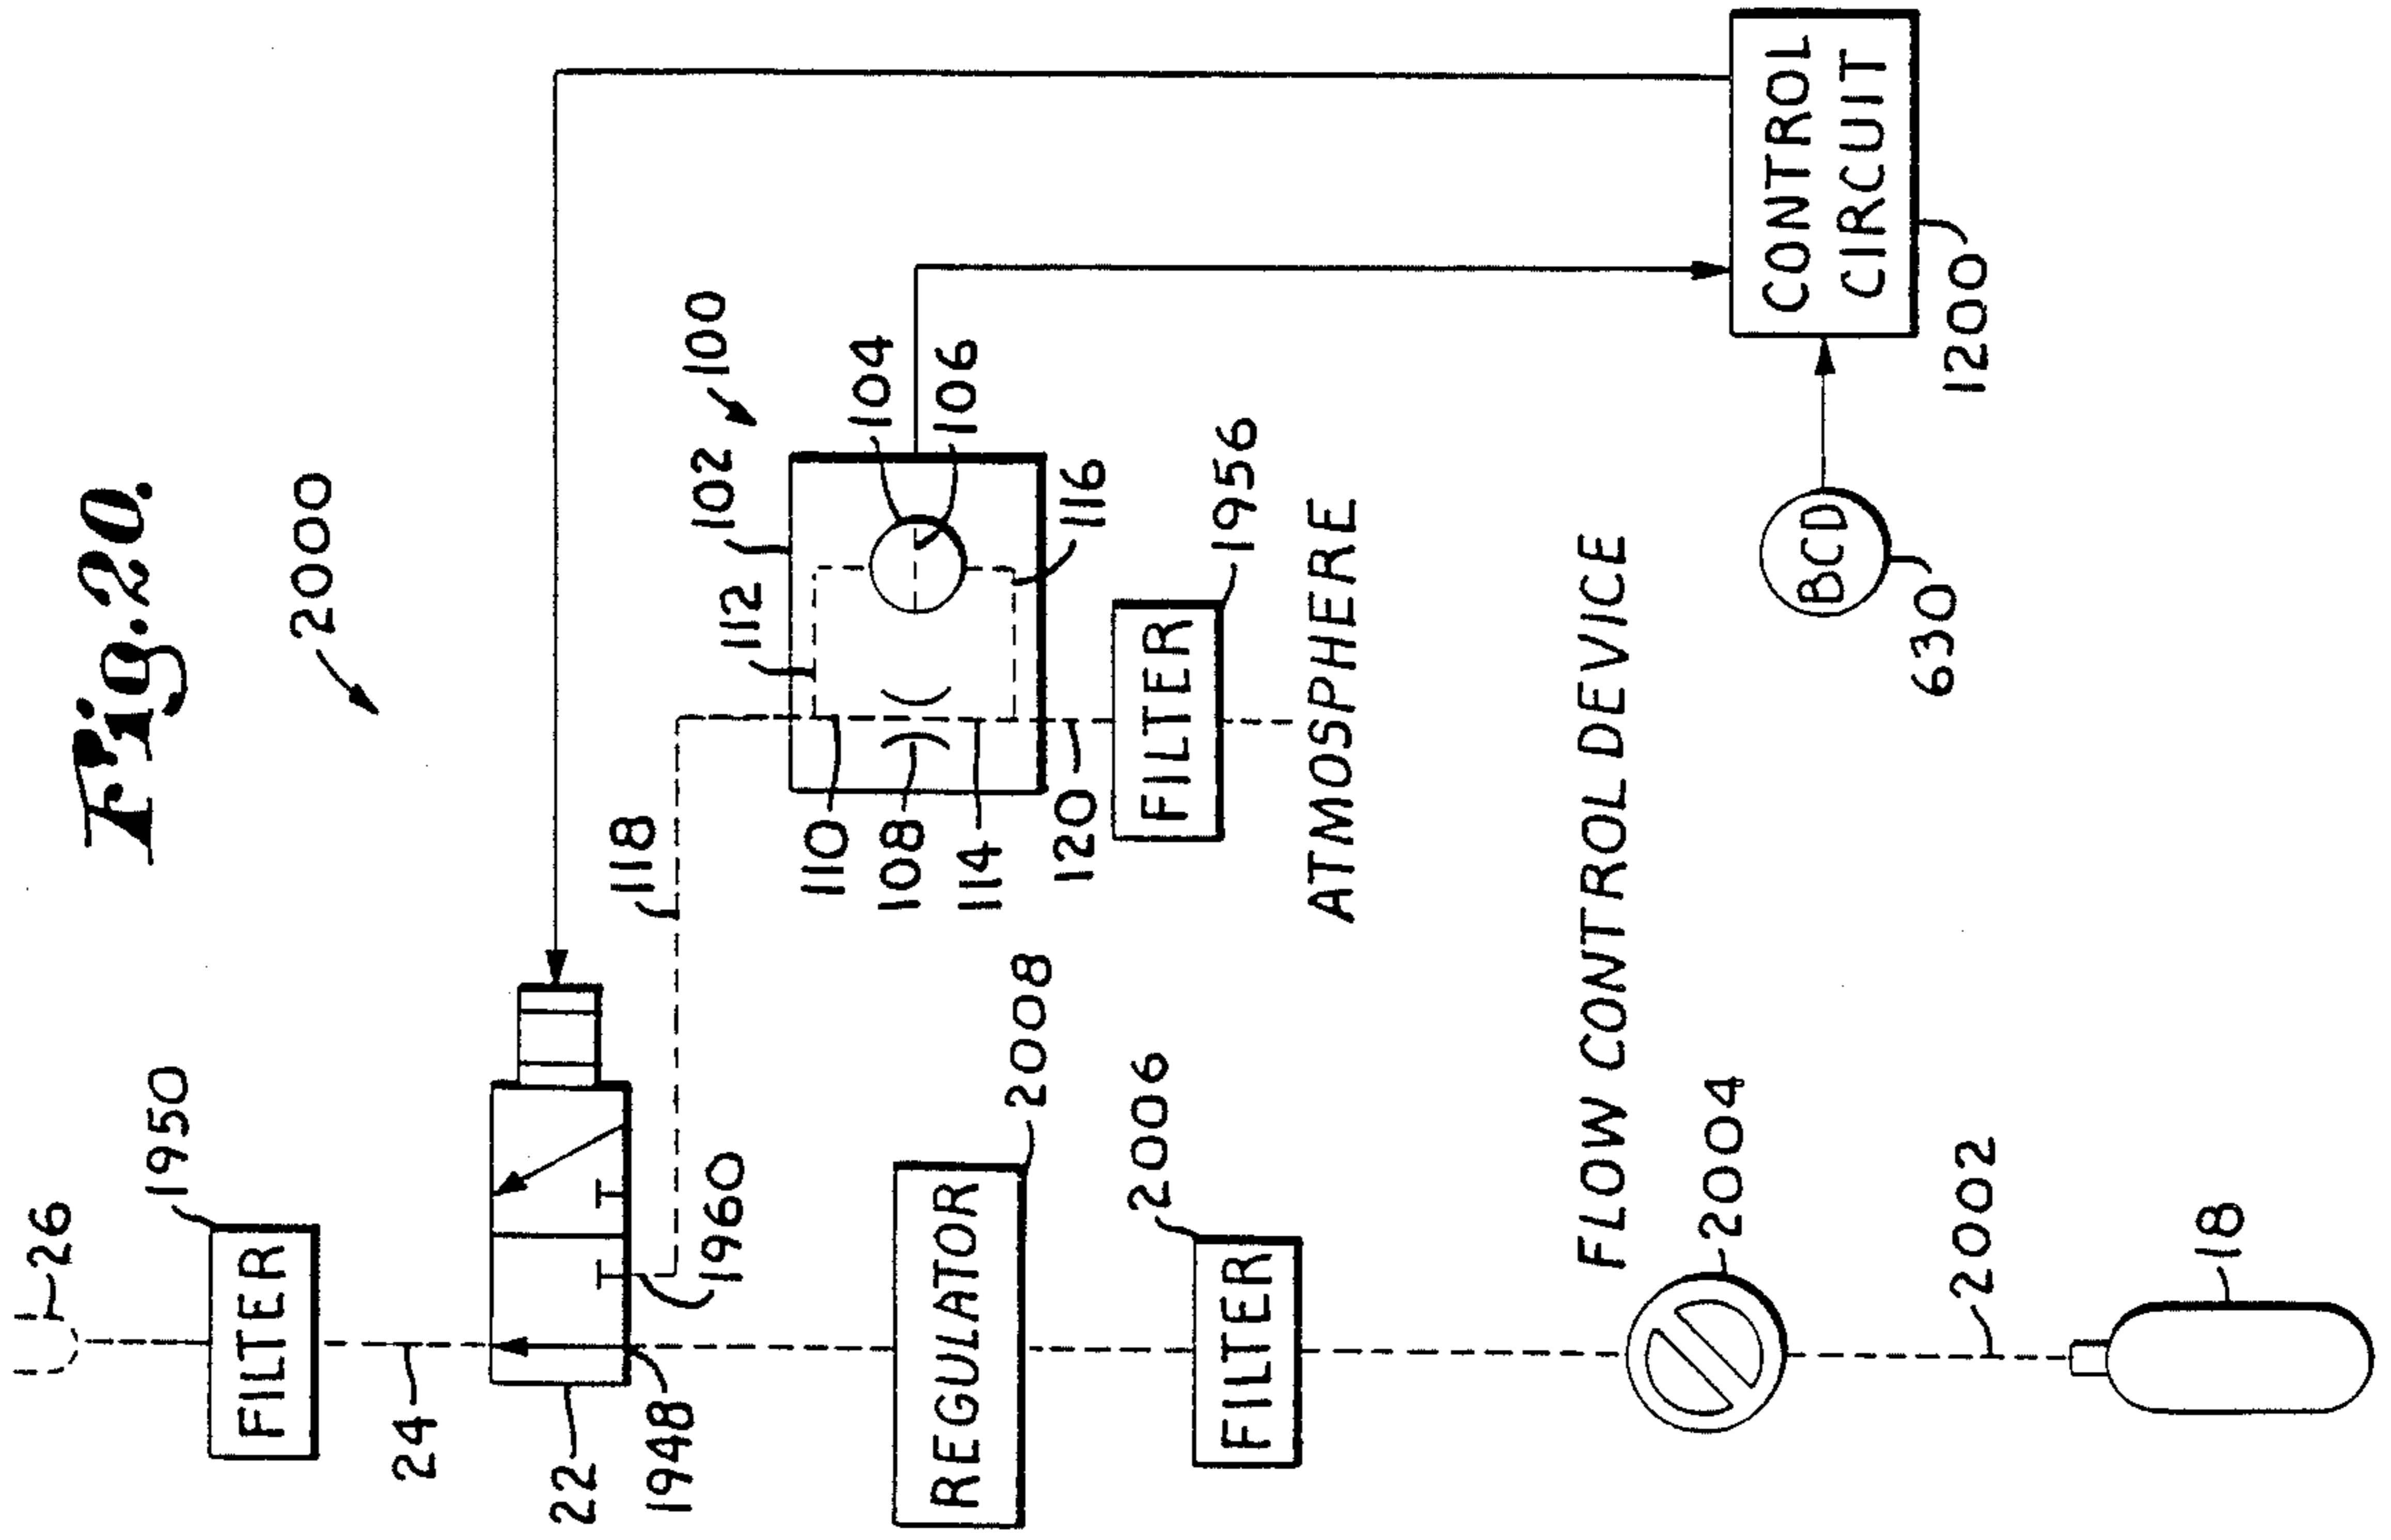 Fig. 20.
2000
26
1950
FILTER
24
22
1948
1960
118
102
100
112
104
106
116
110
108
114
120
FILTER
1956
ATMOSPHERE
REGULATOR
2008
FILTER
2006
FLOW CONTROL DEVICE
2004
2002
18
BCD
630
CONTROL
CIRCUIT
1200